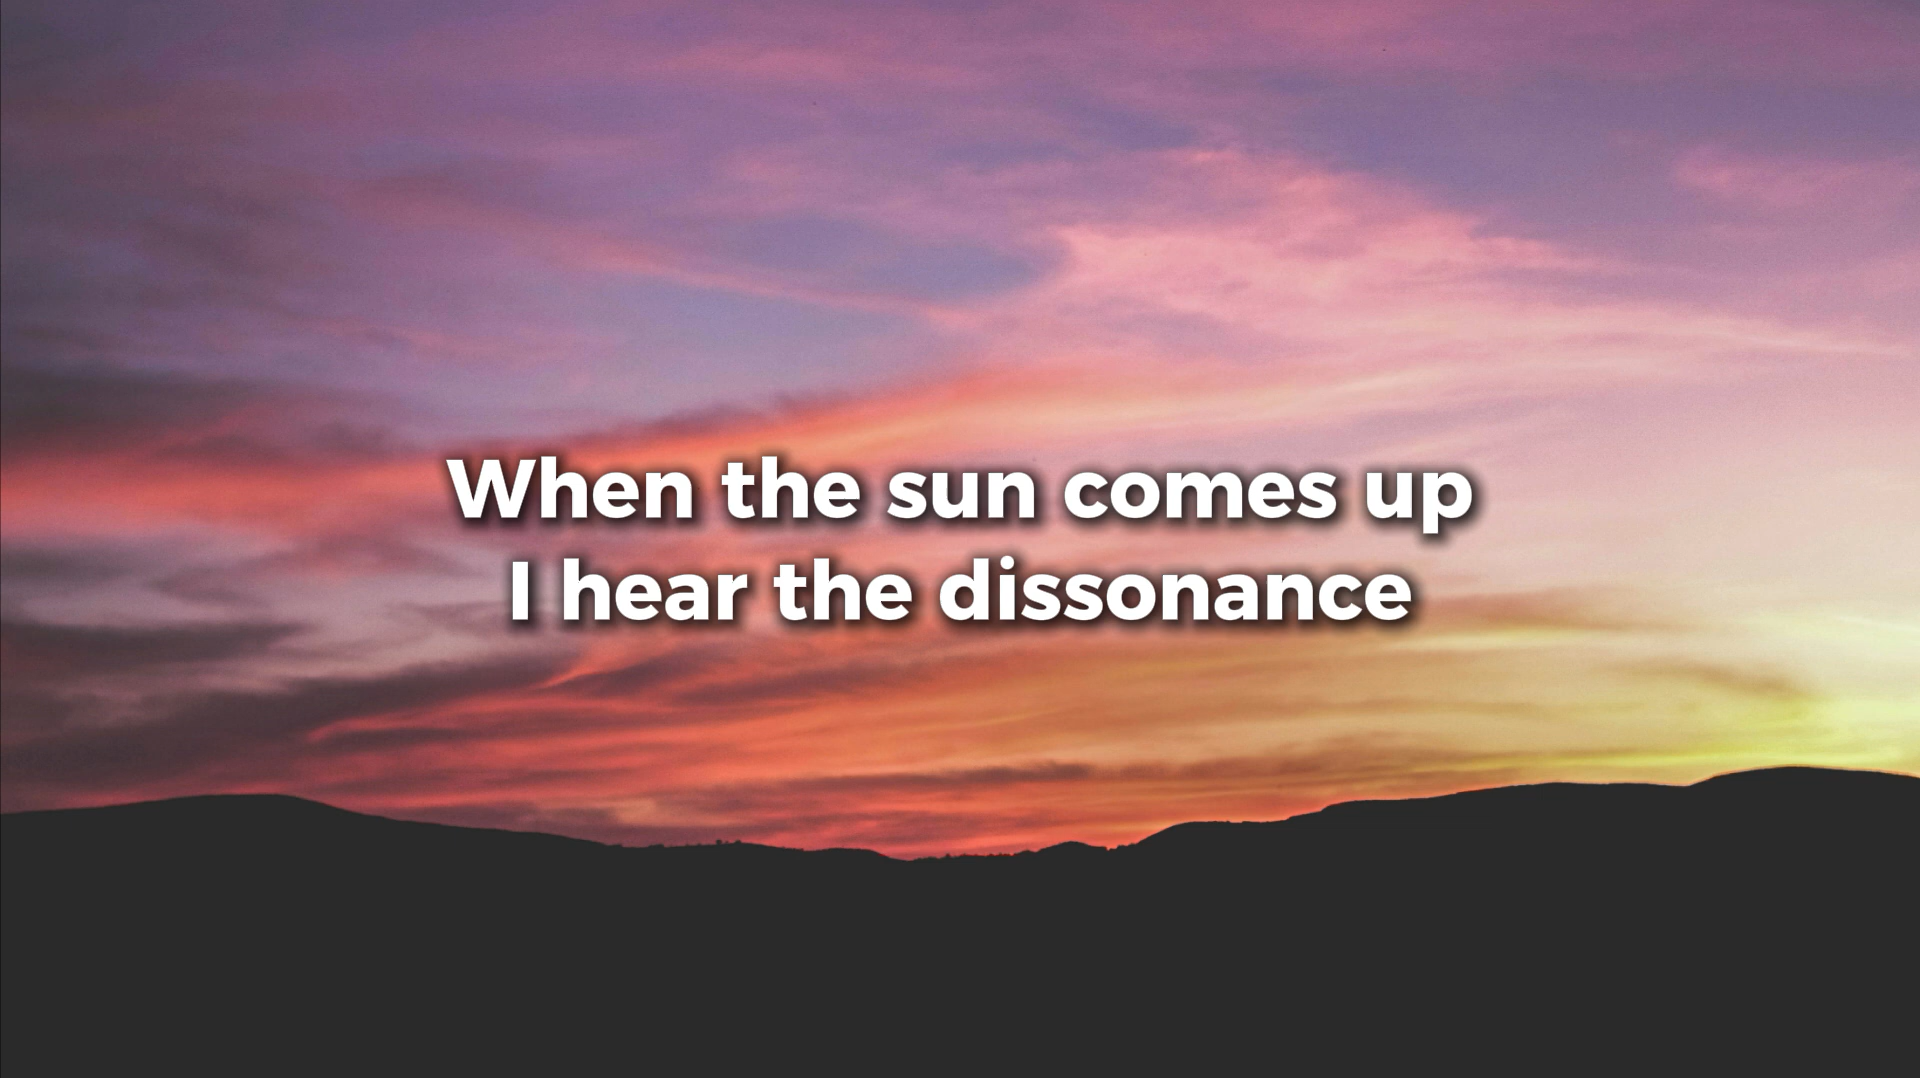 When the sun comes up
I hear the dissonance